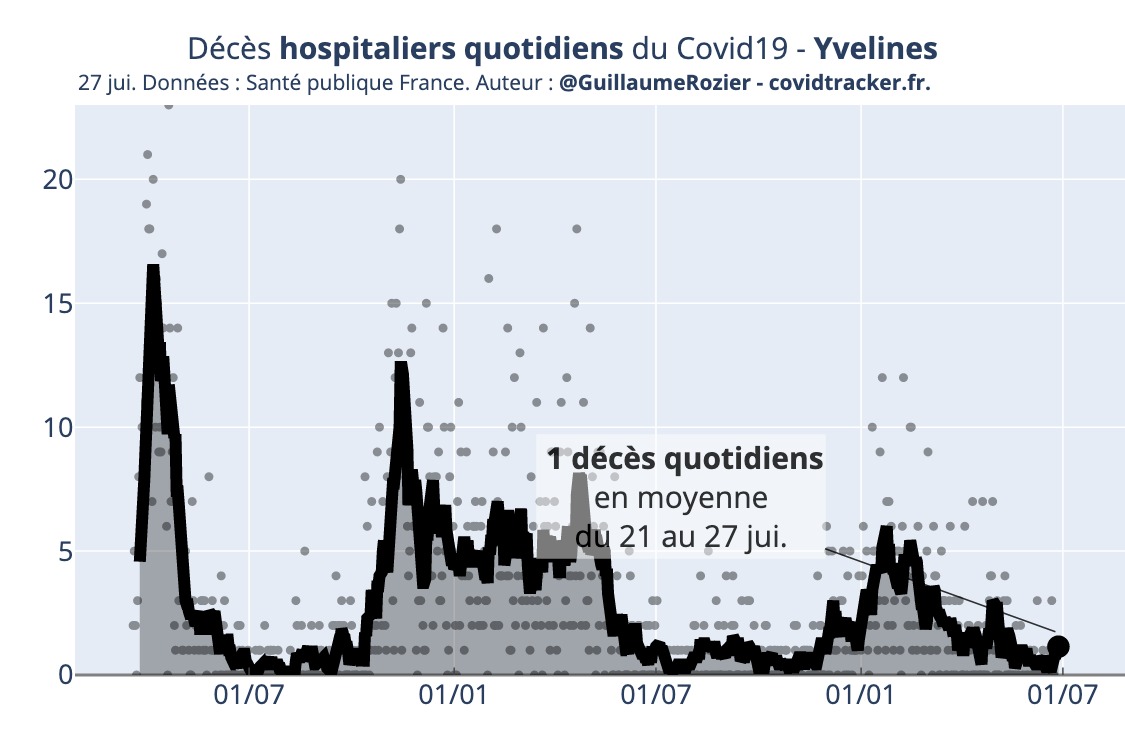 Décès hospitaliers quotidiens du Covid19 - Yvelines
27 jui. Données : Santé publique France. Auteur : @GuillaumeRozier - covidtracker.fr.
20
15
10
1 décès quotidiens
en moyenne
du 21 au 27 jui.
5
0
01/07
01/01
01/07
01/01
01/07